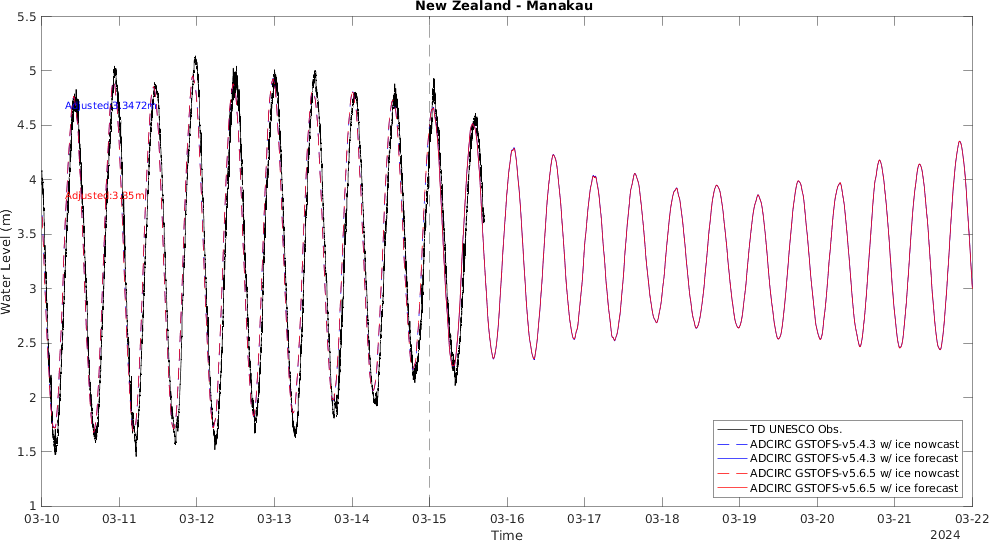 New Zealand - Manakau
5.5
5
4.5
4
3.5
3
2.5
2
1.5
1
Water Level (m)
Adjusted:3.3472m
Adjusted:3.35m
TD UNESCO Obs.
ADCIRC GSTOFS-v5.4.3 w/ ice nowcast
ADCIRC GSTOFS-v5.4.3 w/ ice forecast
ADCIRC GSTOFS-v5.6.5 w/ ice nowcast
ADCIRC GSTOFS-v5.6.5 w/ ice forecast
03-10 03-11 03-12 03-13 03-14 03-15 03-16 03-17 03-18 03-19 03-20 03-21 03-22
Time
2024